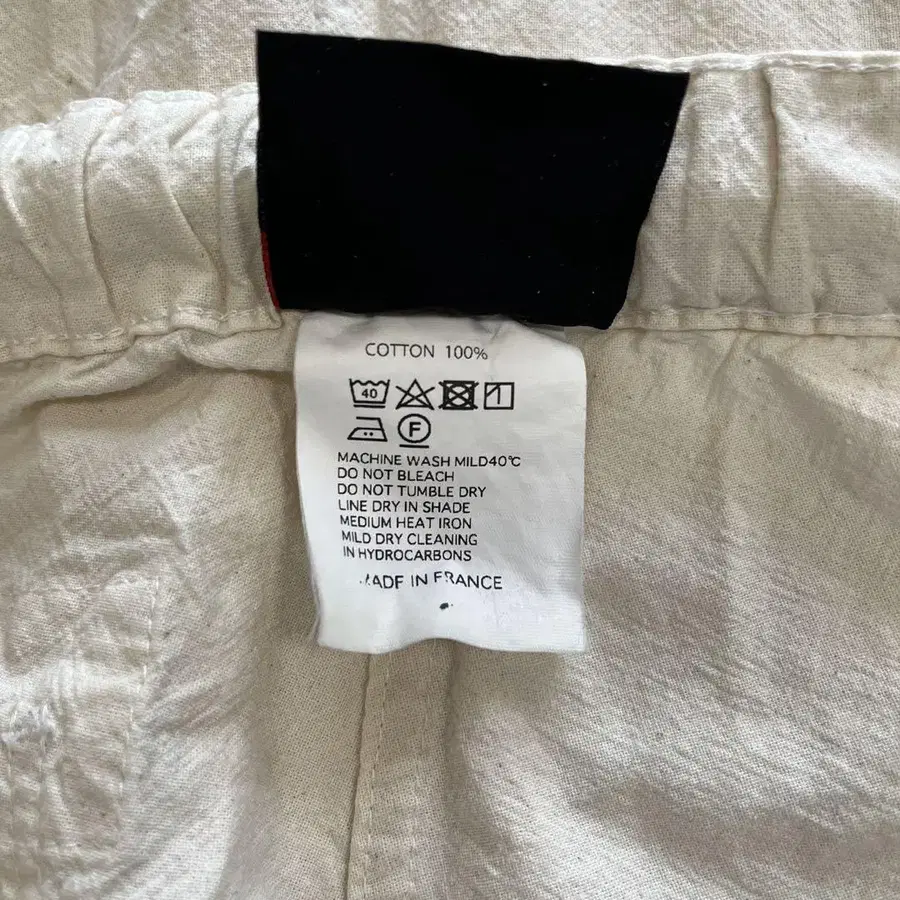 COTTON 100%
40
F
MACHINE WASH MILD40℃
DO NOT BLEACH
DO NOT TUMBLE DRY
LINE DRY IN SHADE
MEDIUM HEAT IRON
MILD DRY CLEANING
IN HYDROCARBONS
MADE IN FRANCE